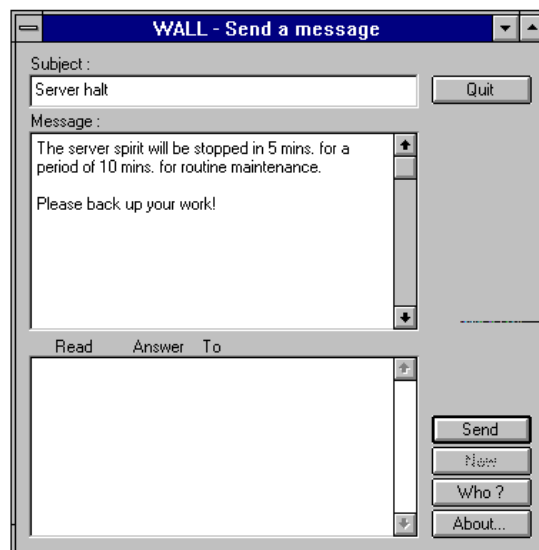 WALL - Send a message
Subject :
Server halt
Quit
Message :
The server spirit will be stopped in 5 mins. for a
period of 10 mins. for routine maintenance.
Please back up your work!
Read Answer To
Send
New
Who ?
About...